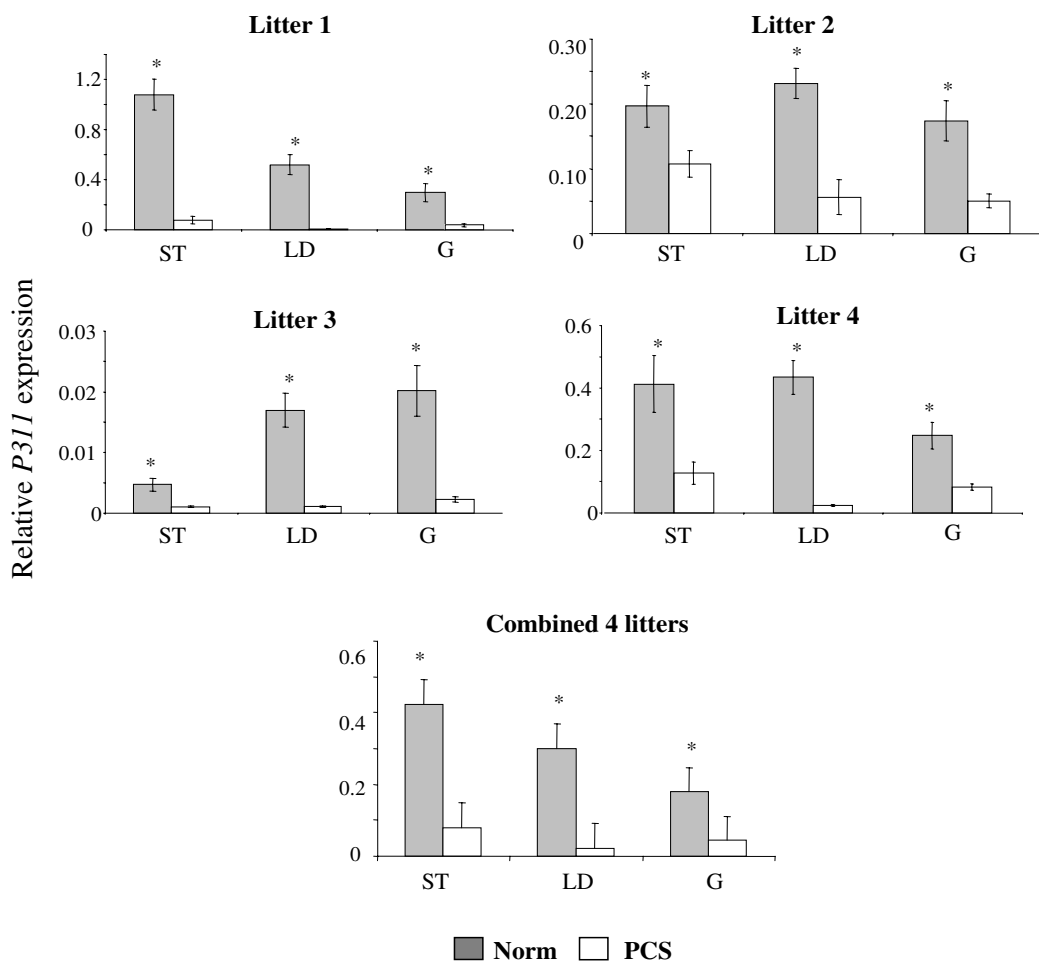 Litter 1
1.2
0.8
0.4
0
*
*
*
ST LD G
Litter 2
0.30
0.20
0.10
0
*
*
*
ST LD G
Relative P311 expression
Litter 3
0.03
0.02
0.01
0
*
*
*
ST LD G
Litter 4
0.6
0.4
0.2
0
*
*
*
ST LD G
Combined 4 litters
0.6
0.4
0.2
0
*
*
*
ST LD G
Norm PCS